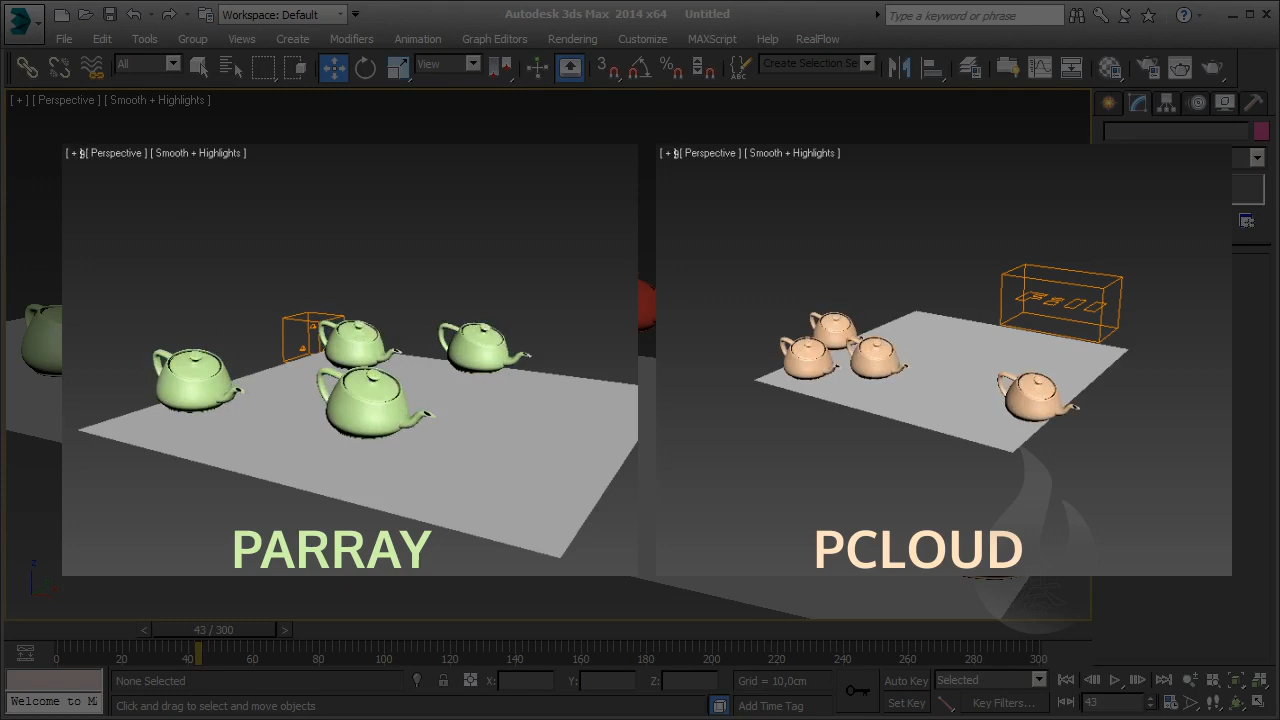 Workspace: Default
Autodesk 3ds Max 2014 x64 Untitled
Type a keyword or phrase
File Edit Tools Group Views Create Modifiers Animation Graph Editors Rendering Customize MAXScript Help RealFlow
All
View
3
Create Selection Se
[ + ] [ Perspective ] [ Smooth + Highlights ]
[ Perspective ] [ Smooth + Highlights ]
[ Perspective ] [ Smooth + Highlights ]
PARRAY
PCLOUD
43 / 300
0 20 40 60 80 100 120 140 160 180 200 220 240 260 280 300
None Selected
X:
Y:
Z:
Grid = 10,0cm
Auto Key
Selected
Welcome to M
Click and drag to select and move objects
Add Time Tag
Set Key
Key Filters...
43